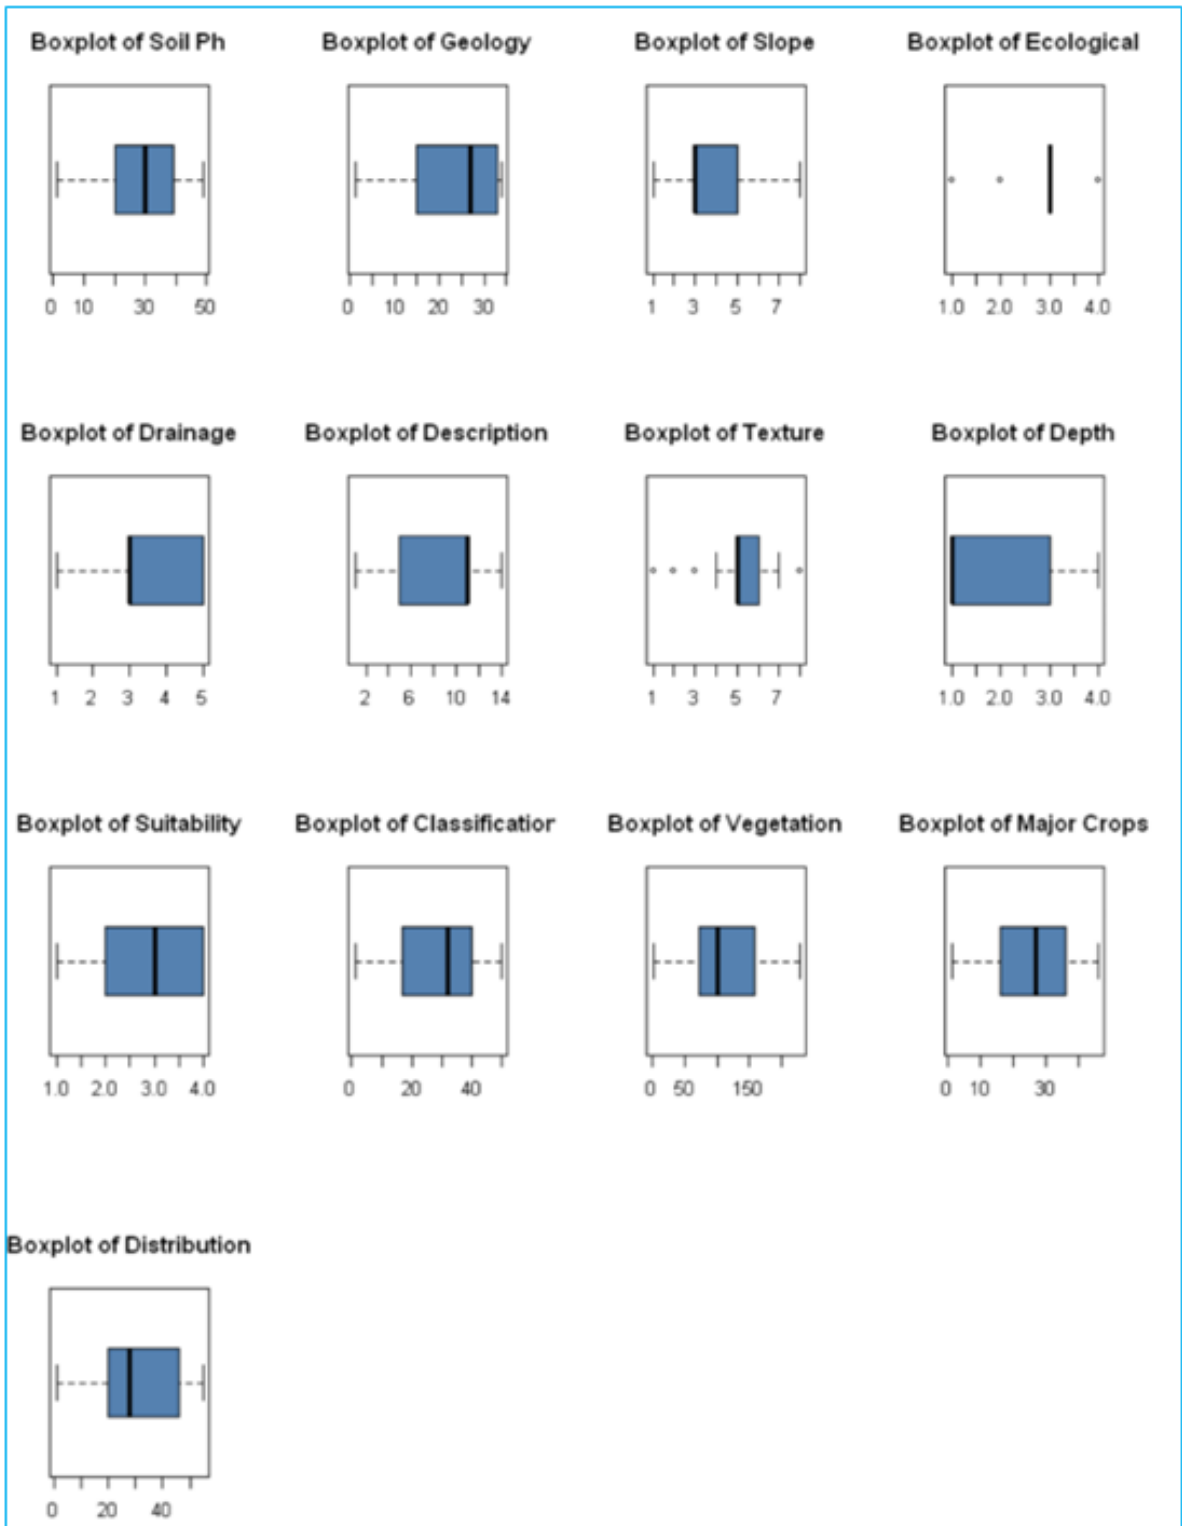 Boxplot of Soil Ph
Boxplot of Geology
Boxplot of Slope
Boxplot of Ecological
0 10 30 50
0 10 20 30
1 3 5 7
1.0 2.0 3.0 4.0
Boxplot of Drainage
Boxplot of Description
Boxplot of Texture
Boxplot of Depth
1 2 3 4 5
2 6 10 14
1 3 5 7
1.0 2.0 3.0 4.0
Boxplot of Suitability
Boxplot of Classification
Boxplot of Vegetation
Boxplot of Major Crops
1.0 2.0 3.0 4.0
0 20 40
0 50 150
0 10 30
Boxplot of Distribution
0 20 40